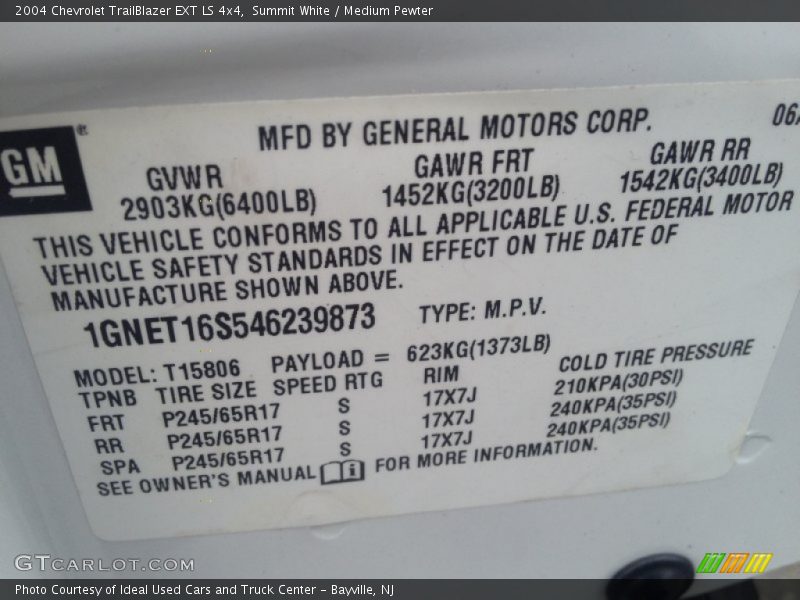 2004 Chevrolet TrailBlazer EXT LS 4x4, Summit White / Medium Pewter
GM®
MFD BY GENERAL MOTORS CORP.
GVWR GAWR FRT GAWR RR
2903KG(6400LB) 1452KG(3200LB) 1542KG(3400LB)
THIS VEHICLE CONFORMS TO ALL APPLICABLE U.S. FEDERAL MOTOR
VEHICLE SAFETY STANDARDS IN EFFECT ON THE DATE OF
MANUFACTURE SHOWN ABOVE.
1GNET16S546239873 TYPE: M.P.V.
MODEL: T15806 PAYLOAD = 623KG(1373LB)
TPNB TIRE SIZE SPEED RTG RIM COLD TIRE PRESSURE
FRT P245/65R17 S 17X7J 210KPA(30PSI)
RR P245/65R17 S 17X7J 240KPA(35PSI)
SPA P245/65R17 S 17X7J 240KPA(35PSI)
SEE OWNER'S MANUAL FOR MORE INFORMATION.
GTCARLOT.COM
Photo Courtesy of Ideal Used Cars and Truck Center - Bayville, NJ